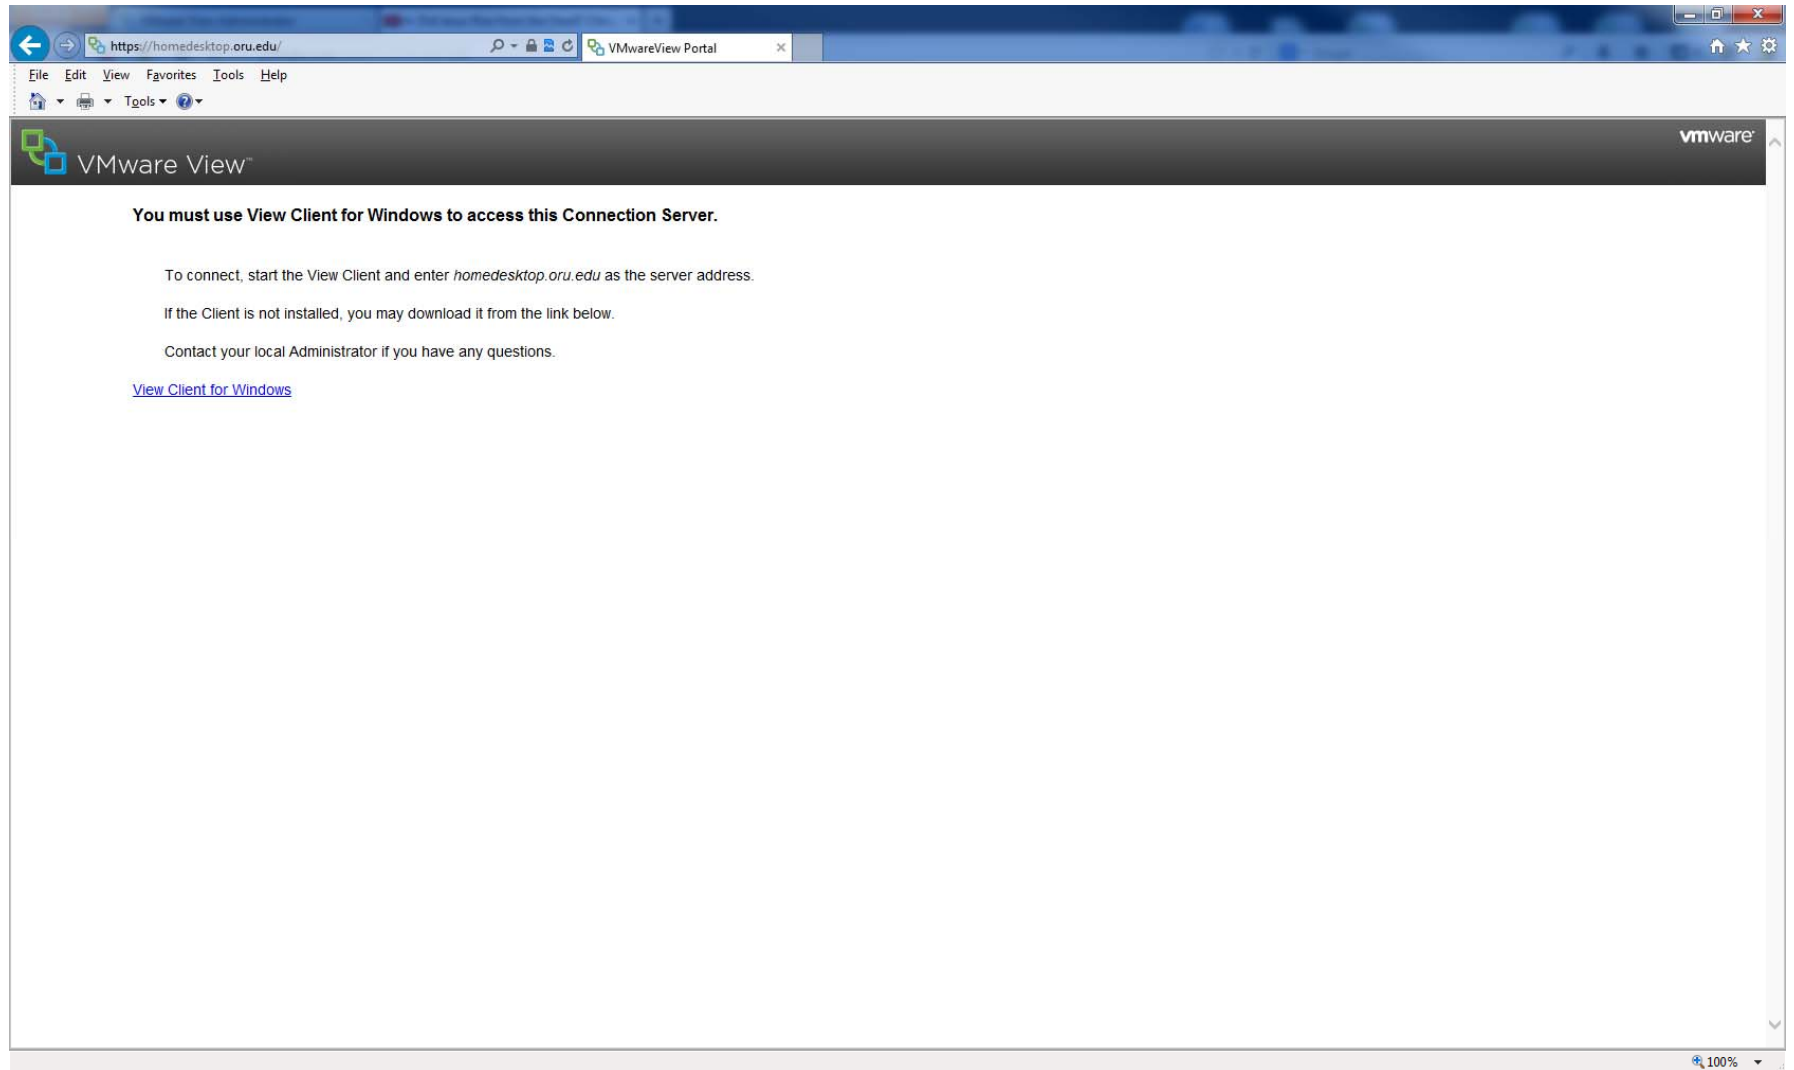 https://homedesktop.oru.edu/
VMwareView Portal
File Edit View Favorites Tools Help
Tools
VMware View™
vmware
You must use View Client for Windows to access this Connection Server.
To connect, start the View Client and enter homedesktop.oru.edu as the server address.
If the Client is not installed, you may download it from the link below.
Contact your local Administrator if you have any questions.
View Client for Windows
100%